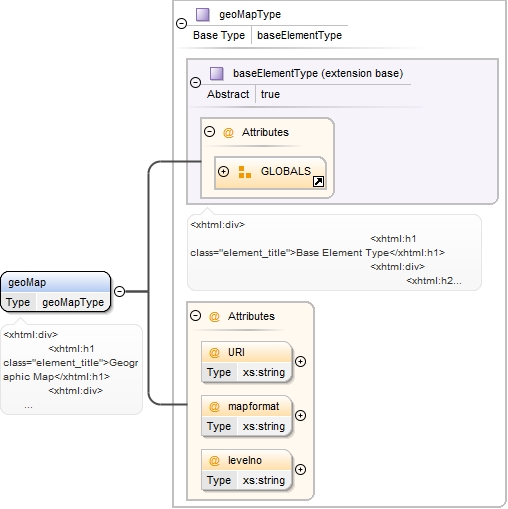 geoMapType
Base Type baseElementType
baseElementType (extension base)
Abstract true
@ Attributes
GLOBALS
<xhtml:div>
<xhtml:h1
class="element_title">Base Element Type</xhtml:h1>
<xhtml:div>
<xhtml:h2...
geoMap
Type geoMapType
<xhtml:div>
<xhtml:h1
class="element_title">Geogr
aphic Map</xhtml:h1>
<xhtml:div>
...
@ Attributes
@ URI
Type xs:string
@ mapformat
Type xs:string
@ levelno
Type xs:string